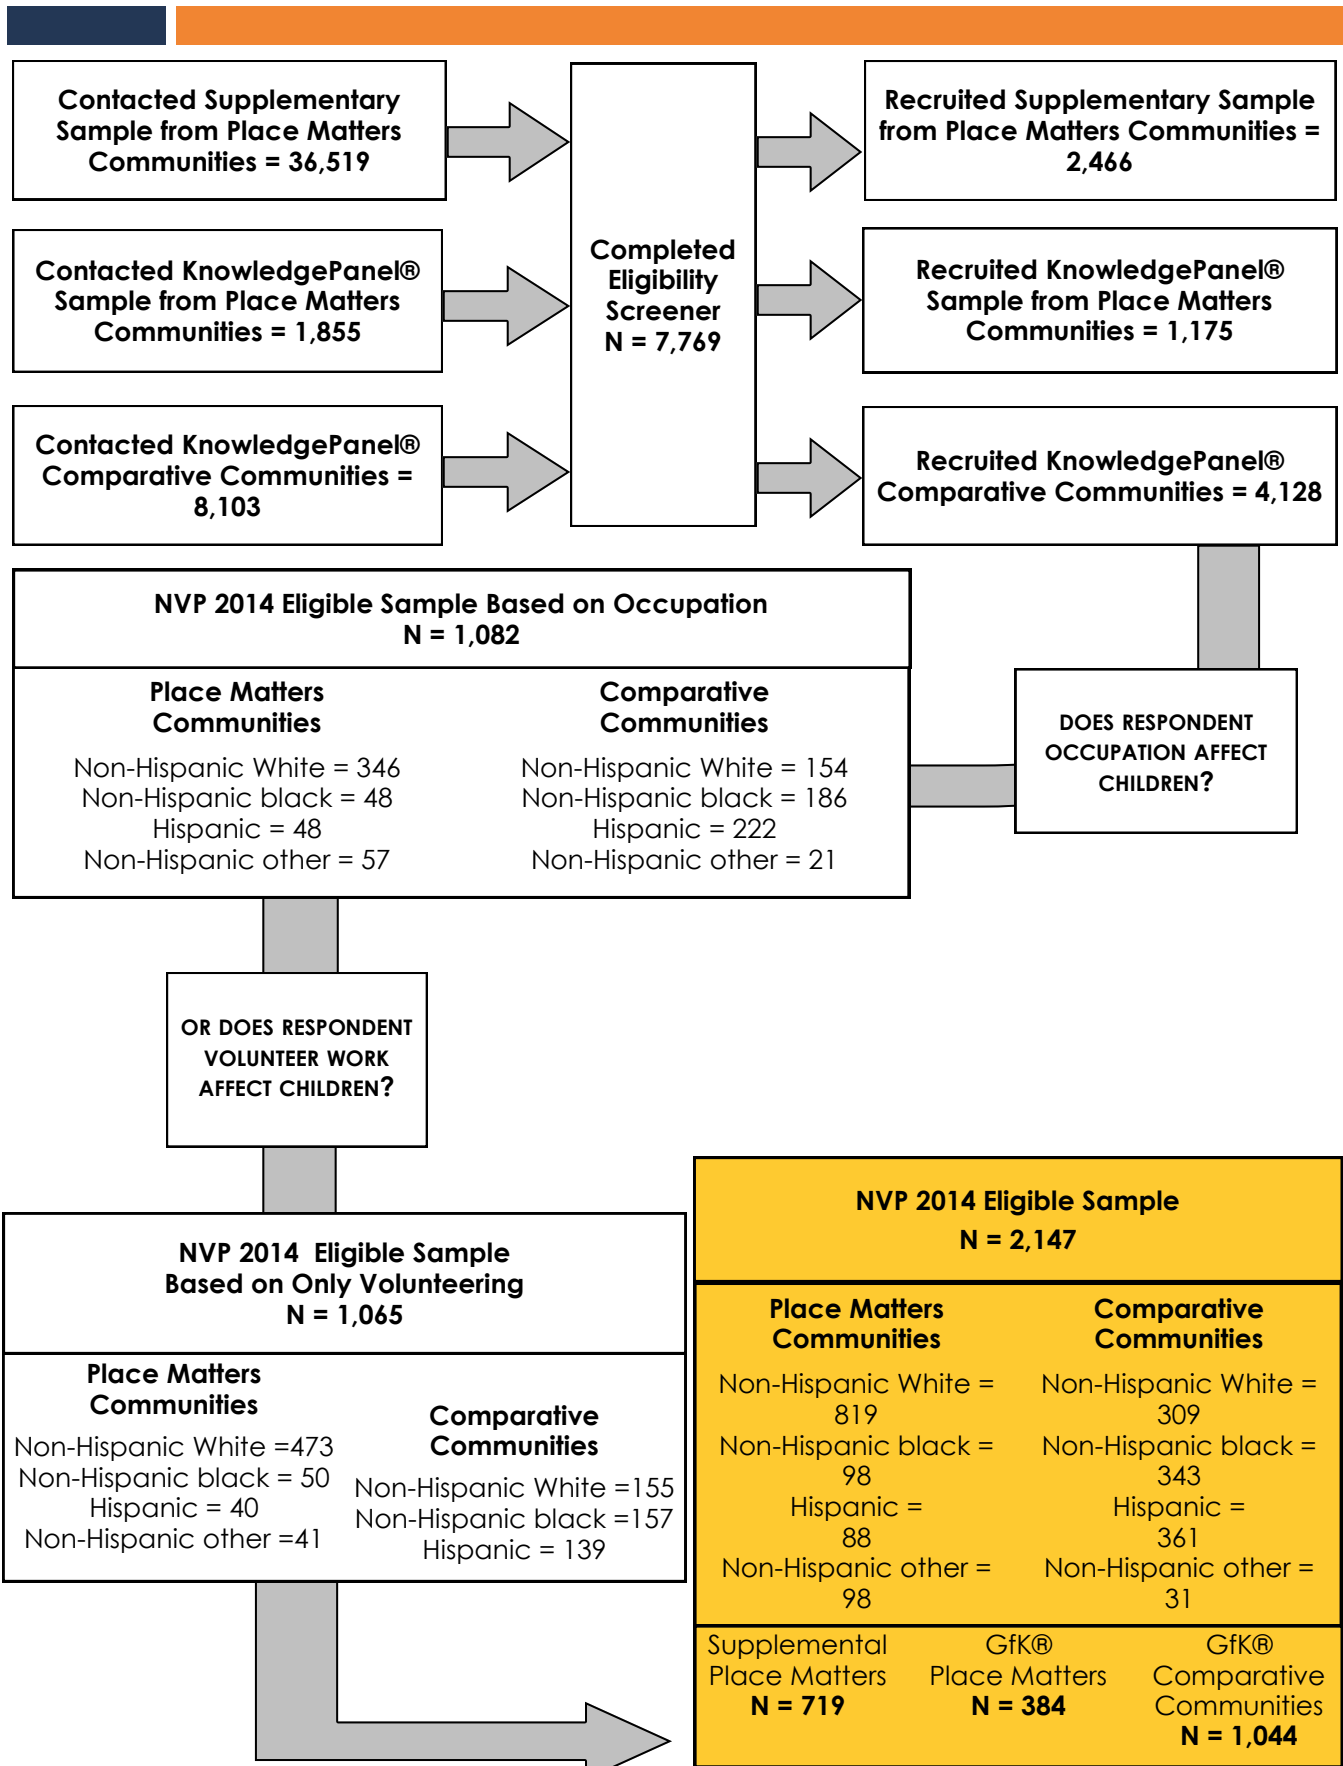 Contacted Supplementary
Sample from Place Matters
Communities = 36,519
Completed
Eligibility
Screener
N = 7,769
Recruited Supplementary Sample
from Place Matters Communities =
2,466
Contacted KnowledgePanel®
Sample from Place Matters
Communities = 1,855
Recruited KnowledgePanel®
Sample from Place Matters
Communities = 1,175
Contacted KnowledgePanel®
Comparative Communities =
8,103
Recruited KnowledgePanel®
Comparative Communities = 4,128
DOES RESPONDENT
OCCUPATION AFFECT
CHILDREN?
NVP 2014 Eligible Sample Based on Occupation
N = 1,082
Place Matters
Communities
Non-Hispanic White = 346
Non-Hispanic black = 48
Hispanic = 48
Non-Hispanic other = 57
Comparative
Communities
Non-Hispanic White = 154
Non-Hispanic black = 186
Hispanic = 222
Non-Hispanic other = 21
OR DOES RESPONDENT
VOLUNTEER WORK
AFFECT CHILDREN?
NVP 2014 Eligible Sample
Based on Only Volunteering
N = 1,065
Place Matters
Communities
Non-Hispanic White =473
Non-Hispanic black = 50
Hispanic = 40
Non-Hispanic other =41
Comparative
Communities
Non-Hispanic White =155
Non-Hispanic black =157
Hispanic = 139
NVP 2014 Eligible Sample
N = 2,147
Place Matters
Communities
Non-Hispanic White =
819
Non-Hispanic black =
98
Hispanic =
88
Non-Hispanic other =
98
Comparative
Communities
Non-Hispanic White =
309
Non-Hispanic black =
343
Hispanic =
361
Non-Hispanic other =
31
Supplemental
Place Matters
N = 719
GfK®
Place Matters
N = 384
GfK®
Comparative
Communities
N = 1,044